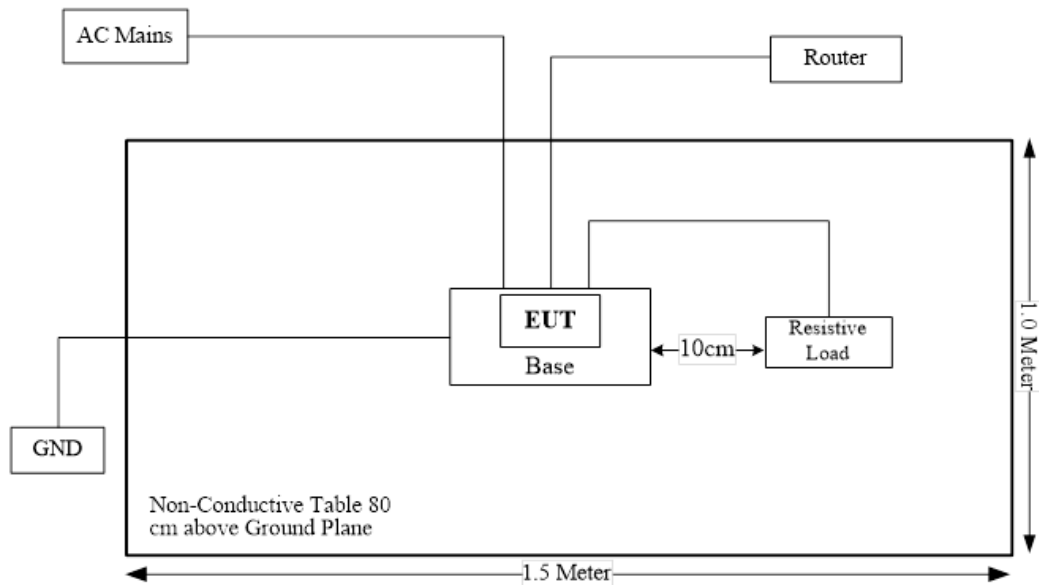 AC Mains
Router
EUT
Base
10cm
Resistive
Load
1.0 Meter
GND
Non-Conductive Table 80
cm above Ground Plane
1.5 Meter